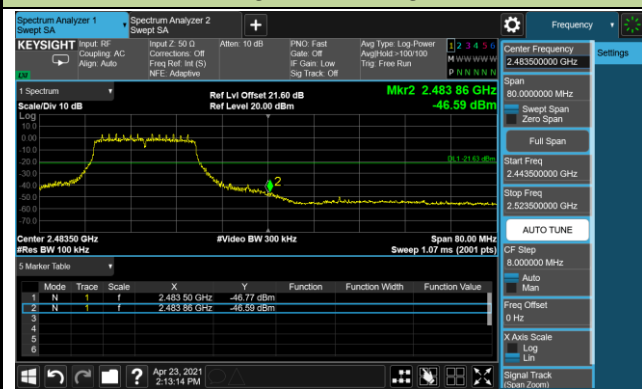 Spectrum Analyzer 1
Swept SA
Spectrum Analyzer 2
Swept SA
+
Frequency
KEYSIGHT
Input: RF
Coupling: AC
Align: Auto
Input Z: 50 Ω
Corrections: Off
Freq Ref: Int (S)
NFE: Adaptive
Atten: 10 dB
PNO: Fast
Gate: Off
IF Gain: Low
Sig Track: Off
Avg Type: Log-Power
Avg|Hold:>100/100
Trig: Free Run
1 2 3 4 5 6
M W W W W W
P N N N N N
Center Frequency
2.483500000 GHz
Settings
Span
80.0000000 MHz
Swept Span
Zero Span
Full Span
Start Freq
2.443500000 GHz
Stop Freq
2.523500000 GHz
AUTO TUNE
CF Step
8.000000 MHz
Auto
Man
Freq Offset
0 Hz
X Axis Scale
Log
Lin
Signal Track
(Span Zoom)
1 Spectrum
Scale/Div 10 dB
Ref Lvl Offset 21.60 dB
Ref Level 20.00 dBm
Mkr2 2.483 86 GHz
-46.59 dBm
Log
10.0
0.00
-10.0
-20.0
-30.0
-40.0
-50.0
-60.0
-70.0
DL1 -21.63 dBm
2
Center 2.48350 GHz
#Res BW 100 kHz
#Video BW 300 kHz
Span 80.00 MHz
Sweep 1.07 ms (2001 pts)
5 Marker Table
Mode Trace Scale X Y Function Function Width Function Value
1 N 1 f 2.483 50 GHz -46.77 dBm
2 N 1 f 2.483 86 GHz -46.59 dBm
3
4
5
6
?
Apr 23, 2021
2:13:14 PM